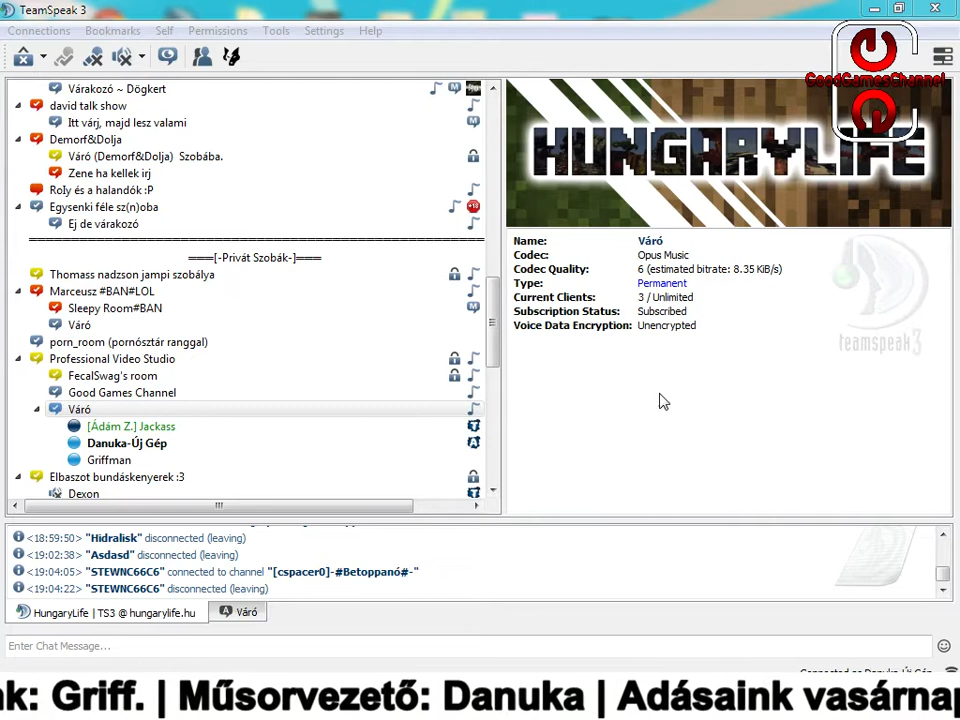 TeamSpeak 3
Connections Bookmarks Self Permissions Tools Settings Help
GoodGamesChannel
Várakozó ~ Dögkert
david talk show
Itt várj, majd lesz valami
Demorf&Dolja
Váró (Demorf&Dolja) Szobába.
Zene ha kellek irj
Roľy és a halandók :P
Egysenki féle sz(n)oba
Ej de várakozó
═══[-Privát Szobák-]═══
Thomass nadzson jampi szobálya
Marceusz #BAN#LOL
Sleepy Room#BAN
Váró
porn_room (pornósztár ranggal)
Professional Video Studio
FecalSwag's room
Good Games Channel
Váró
[Ádám Z.] Jackass
Danuka-Új Gép
Griffman
Elbaszot bundáskenyerek :3
Dexon
HUNGARYLIFE
Name: Váró
Codec: Opus Music
Codec Quality: 6 (estimated bitrate: 8.35 KiB/s)
Type: Permanent
Current Clients: 3 / Unlimited
Subscription Status: Subscribed
Voice Data Encryption: Unencrypted
teamspeak3
<18:59:50> "Hidralisk" disconnected (leaving)
<19:02:38> "Asdasd" disconnected (leaving)
<19:04:05> "STEWNC66C6" connected to channel "[cspacer0]-#Betoppanó#-"
<19:04:22> "STEWNC66C6" disconnected (leaving)
HungaryLife | TS3 @ hungarylife.hu
Váró
Enter Chat Message...
nk: Griff. | Műsorvezető: Danuka | Adásaink vasárnap